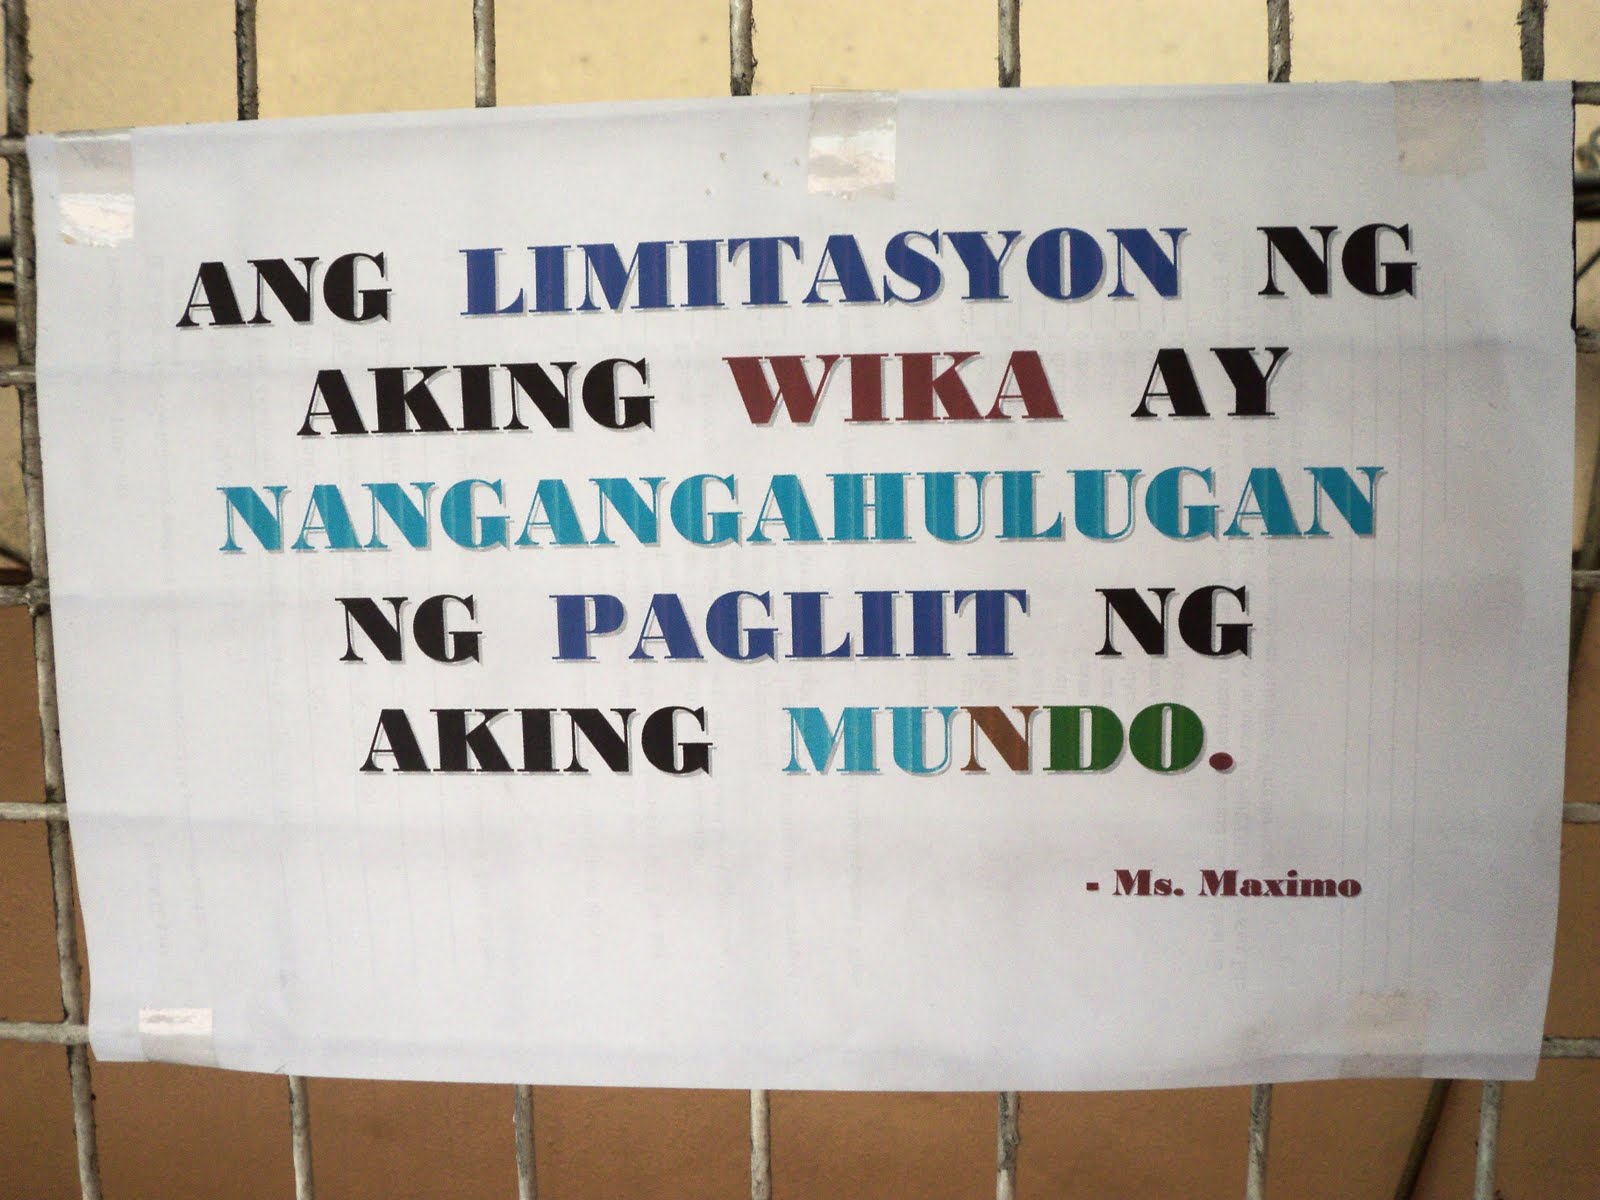 ANG LIMITASYON NG
AKING WIKA AY
NANGANGAHULUGAN
NG PAGLIIT NG
AKING MUNDO.
- Ms. Maximo